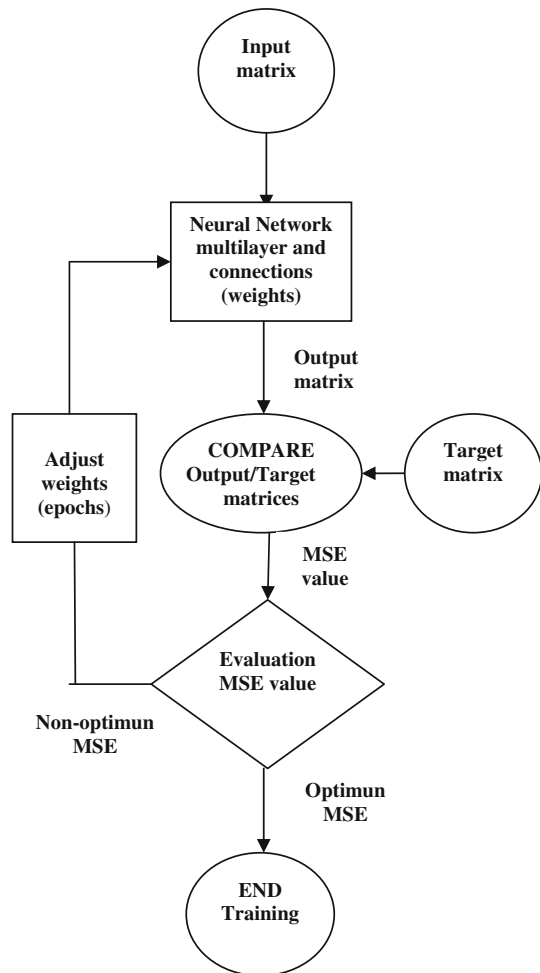 Input
matrix
Neural Network
multilayer and
connections
(weights)
Output
matrix
Adjust
weights
(epochs)
COMPARE
Output/Target
matrices
Target
matrix
MSE
value
Evaluation
MSE value
Non-optimun
MSE
Optimun
MSE
END
Training